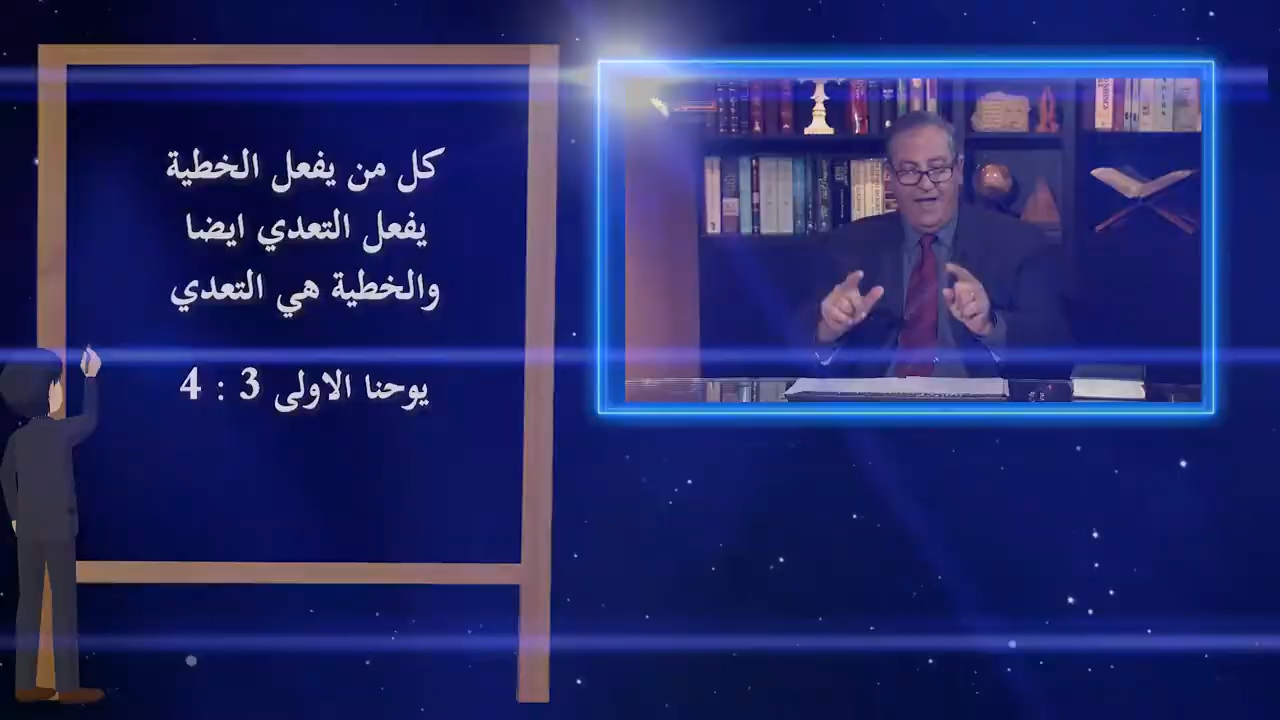 كل من يفعل الخطية
يفعل التعدي ايضا
والخطية هي التعدي
يوحنا الاولى 3 : 4